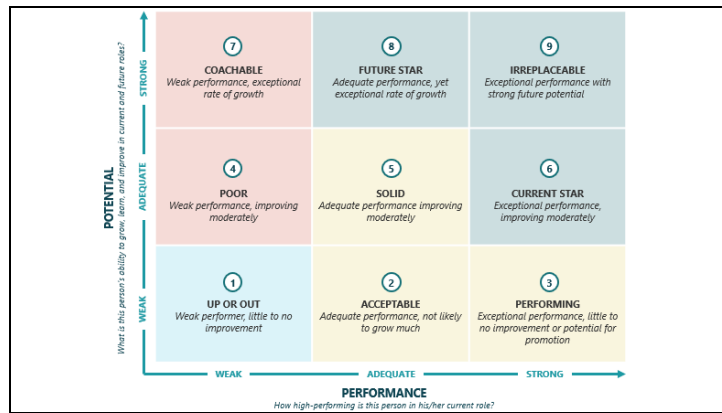 POTENTIAL
What is this person's ability to grow, learn, and improve in current and future roles?
STRONG
ADEQUATE
WEAK
7
COACHABLE
Weak performance, exceptional
rate of growth
8
FUTURE STAR
Adequate performance, yet
exceptional rate of growth
9
IRREPLACEABLE
Exceptional performance with
strong future potential
4
POOR
Weak performance, improving
moderately
5
SOLID
Adequate performance improving
moderately
6
CURRENT STAR
Exceptional performance,
improving moderately
1
UP OR OUT
Weak performer, little to no
improvement
2
ACCEPTABLE
Adequate performance, not likely
to grow much
3
PERFORMING
Exceptional performance, little to
no improvement or potential for
promotion
WEAK
ADEQUATE
STRONG
PERFORMANCE
How high-performing is this person in his/her current role?